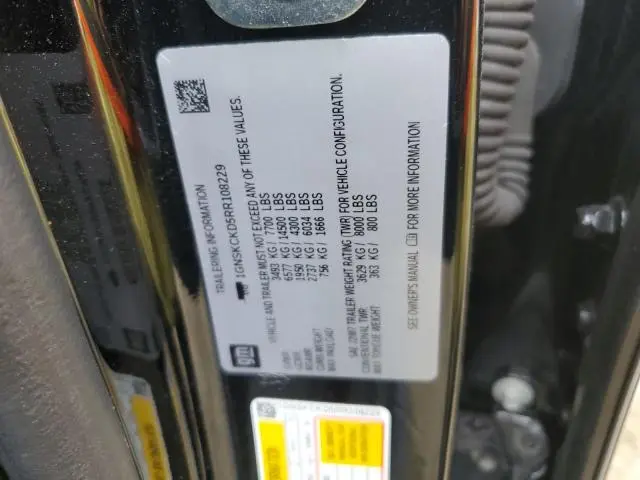 TRAILERING INFORMATION
1GNSKCKD5RR108229
VEHICLE AND TRAILER MUST NOT EXCEED ANY OF THESE VALUES.
GVWR 3493 KG / 7700 LBS
GCWR 6577 KG / 14500 LBS
RGAWR 1950 KG / 4300 LBS
2737 KG / 6034 LBS
MAX PAYLOAD 756 KG / 1666 LBS
gm
SAE J2807 TRAILER WEIGHT RATING (TWR) FOR VEHICLE CONFIGURATION.
CONVENTIONAL TWR 3629 KG / 8000 LBS
MAX TONGUE WEIGHT 363 KG / 800 LBS
SEE OWNER'S MANUAL FOR MORE INFORMATION